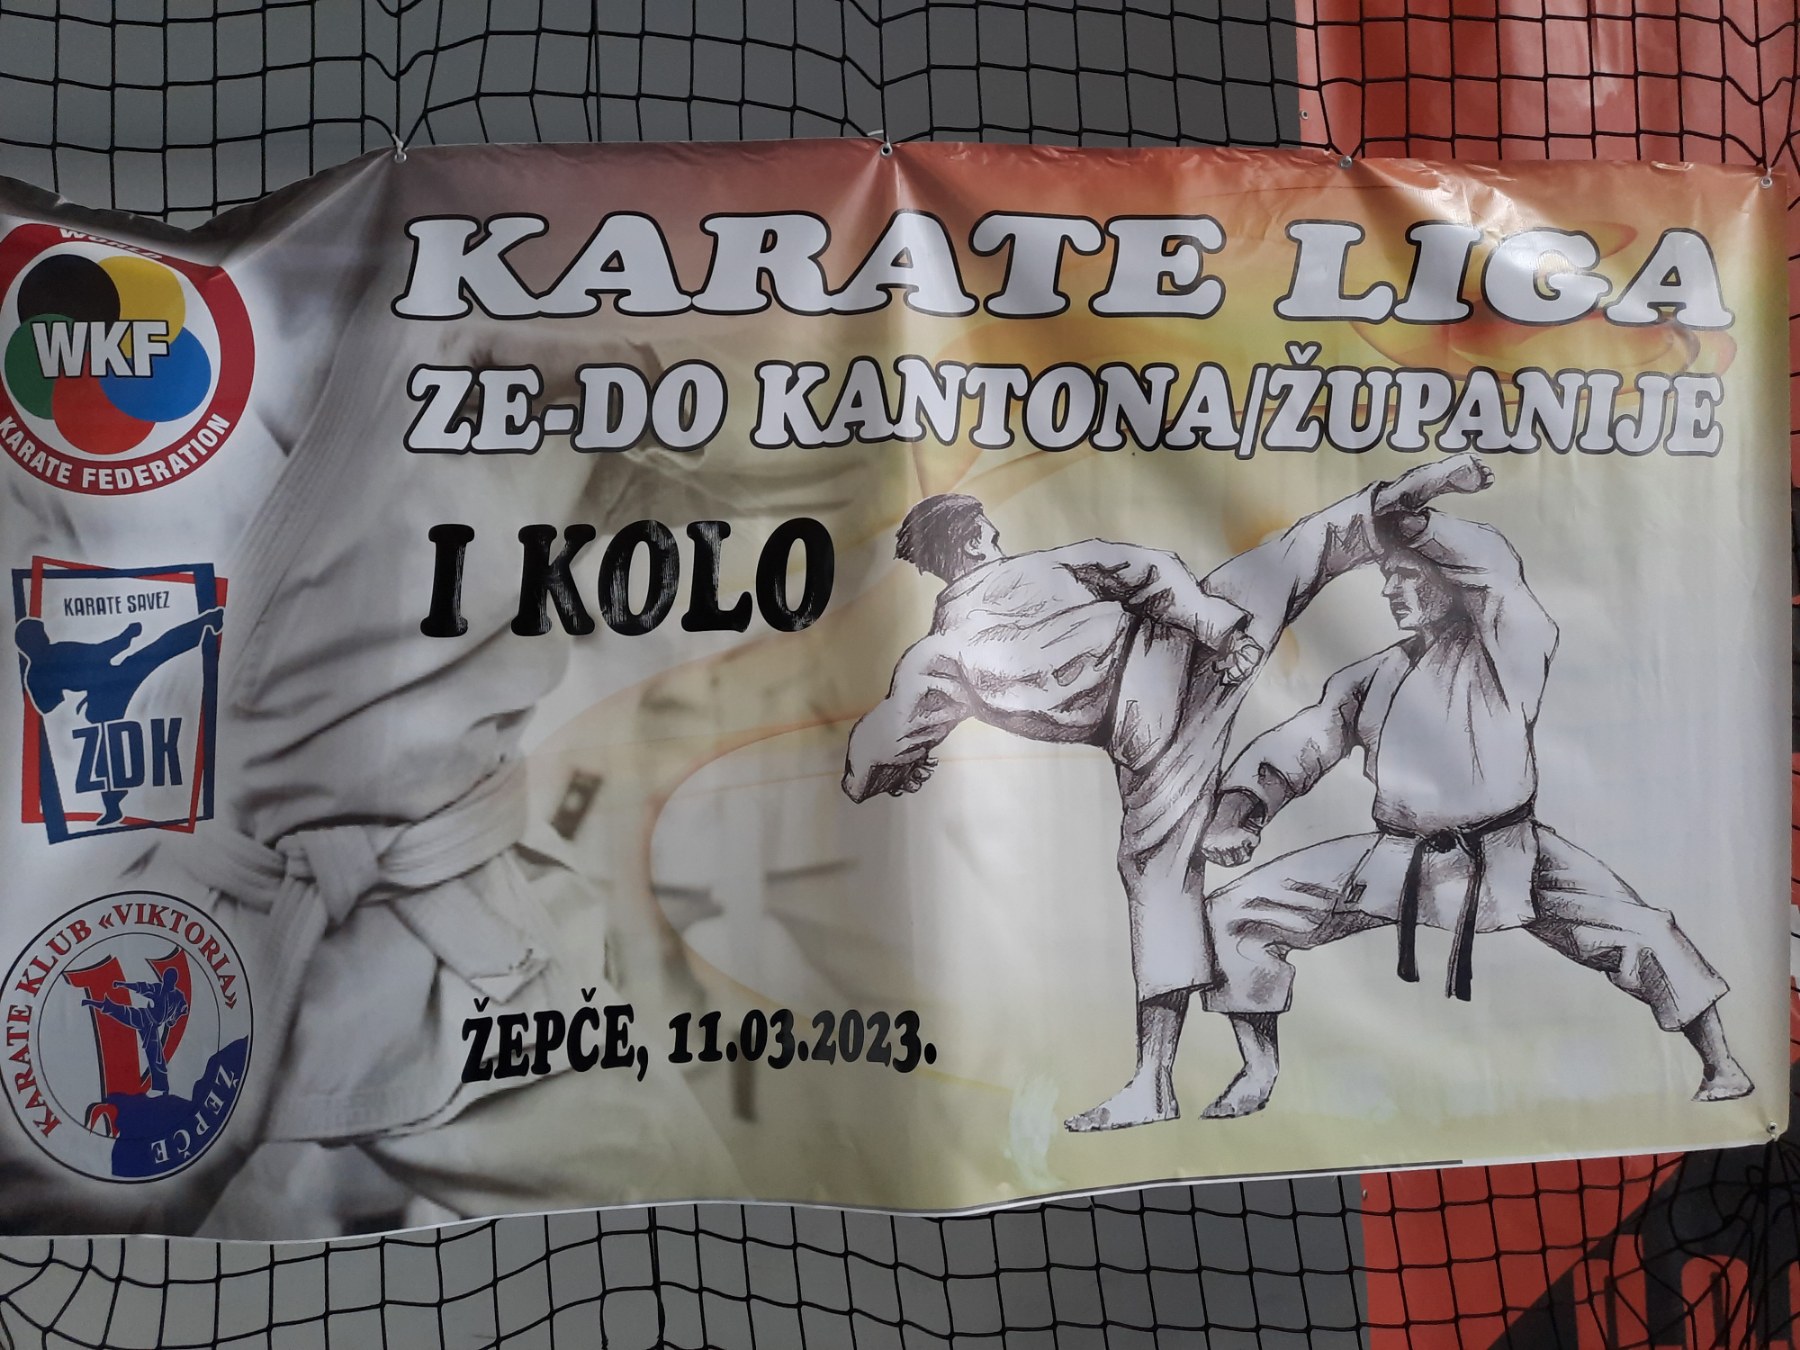 KARATE LIGA
ZE-DO KANTONA/ŽUPANIJE
I KOLO
ŽEPČE, 11.03.2023.
WORLD
WKF
KARATE FEDERATION
KARATE SAVEZ
ZDK
KARATE KLUB «VIKTORIA»
ŽEPČE